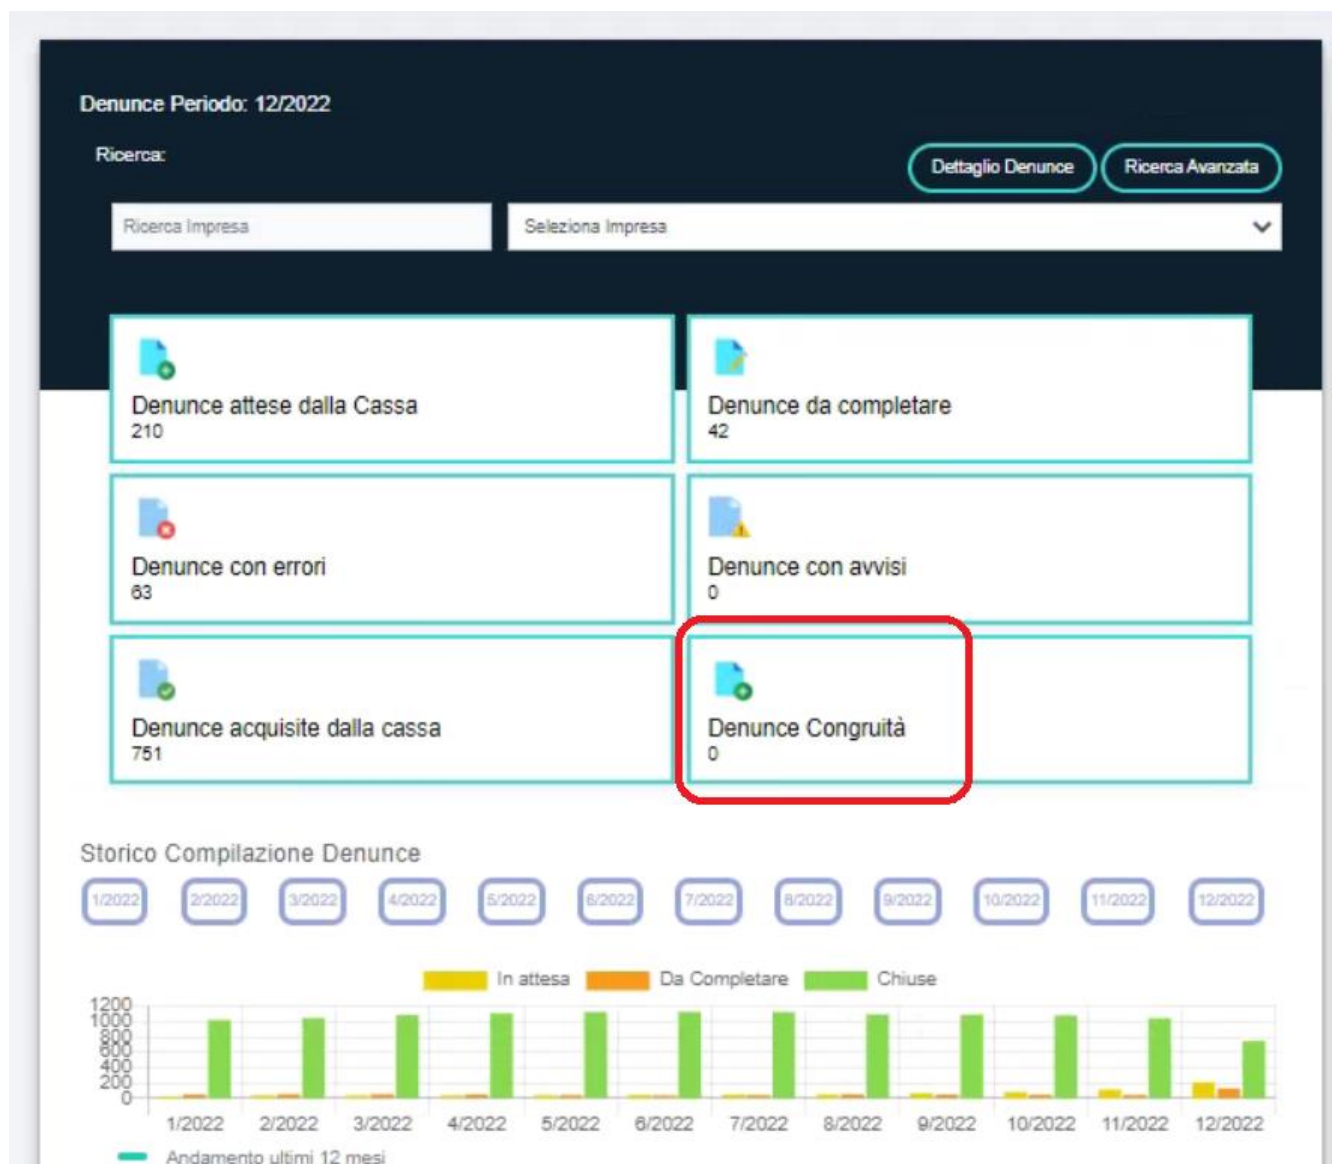 Denunce Periodo: 12/2022
Ricerca:
Dettaglio Denunce Ricerca Avanzata
Ricerca Impresa Seleziona Impresa
Denunce attese dalla Cassa
210
Denunce da completare
42
Denunce con errori
63
Denunce con avvisi
0
Denunce acquisite dalla cassa
751
Denunce Congruità
0
Storico Compilazione Denunce
1/2022 2/2022 3/2022 4/2022 5/2022 6/2022 7/2022 8/2022 9/2022 10/2022 11/2022 12/2022
In attesa Da Completare Chiuse
1200
1000
800
600
400
200
0
1/2022 2/2022 3/2022 4/2022 5/2022 6/2022 7/2022 8/2022 9/2022 10/2022 11/2022 12/2022
Andamento ultimi 12 mesi